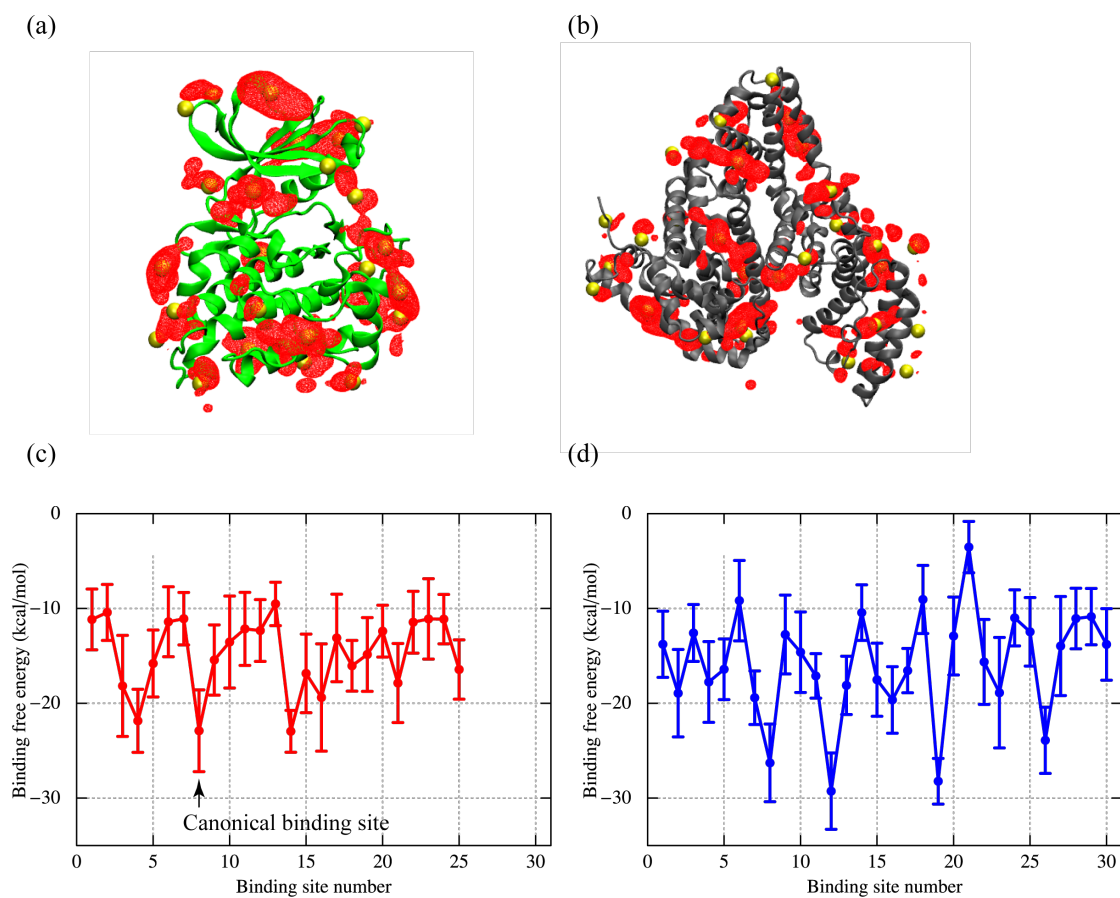 (a)
(b)
(c)
(d)
0
−10
−20
−30
Binding free energy (kcal/mol)
Canonical binding site
0 5 10 15 20 25 30
Binding site number
0
−10
−20
−30
Binding free energy (kcal/mol)
0 5 10 15 20 25 30
Binding site number